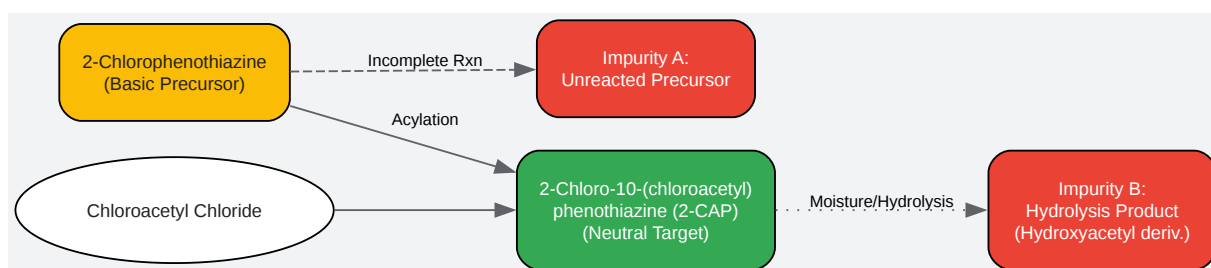 2-Chlorophenothiazine
(Basic Precursor)
Incomplete Rxn
Impurity A:
Unreacted Precursor
Acylation
Chloroacetyl Chloride
2-Chloro-10-(chloroacetyl)
phenothiazine (2-CAP)
(Neutral Target)
Moisture/Hydrolysis
Impurity B:
Hydrolysis Product
(Hydroxyacetyl deriv.)